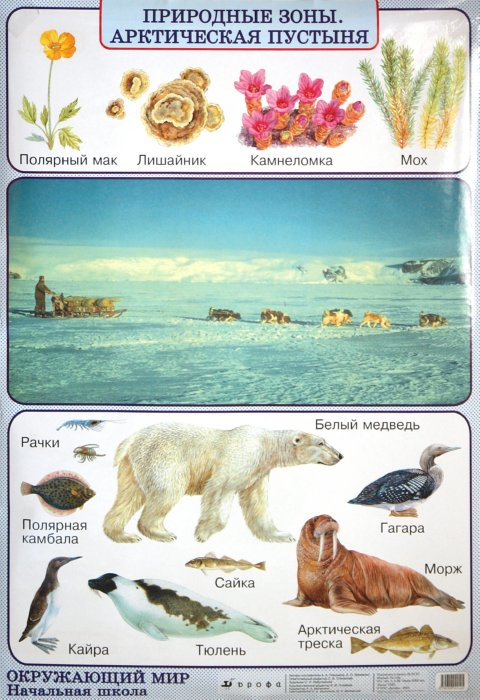 ПРИРОДНЫЕ ЗОНЫ.
АРКТИЧЕСКАЯ ПУСТЫНЯ
Полярный мак
Лишайник
Камнеломка
Мох
Рачки
Белый медведь
Полярная
камбала
Гагара
Сайка
Морж
Кайра
Тюлень
Арктическая
треска
ОКРУЖАЮЩИЙ МИР
Начальная школа
дрофа